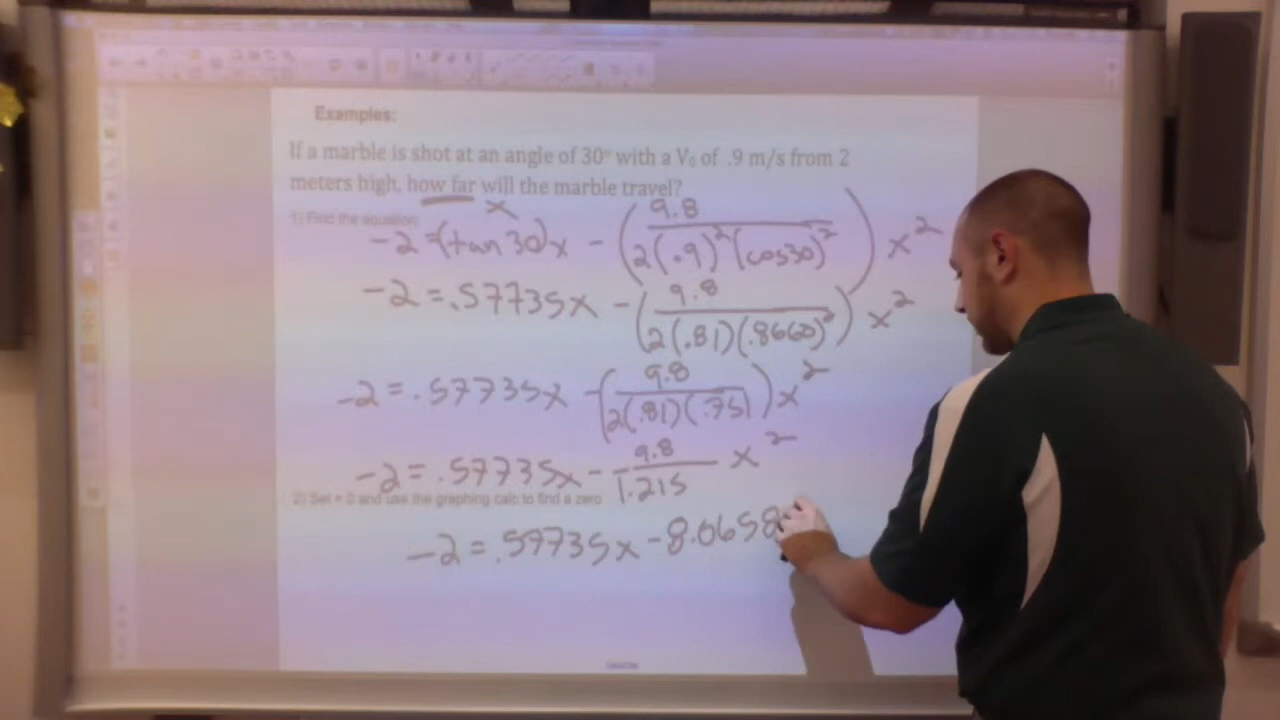 Examples:
If a marble is shot at an angle of 30° with a V₀ of .9 m/s from 2
meters high, how far will the marble travel?
x
1) Find the equation:
-2 = (tan 30)x - (9.8 / 2(.9)²(cos30)²) x²
-2 = .57735x - (9.8 / 2(.81)(.8660)²) x²
-2 = .57735x - (9.8 / 2(.81)(.75)) x²
-2 = .57735x - 9.8 / 1.215 x²
2) Set = 0 and use the graphing calc to find a zero
-2 = .57735x - 8.0658